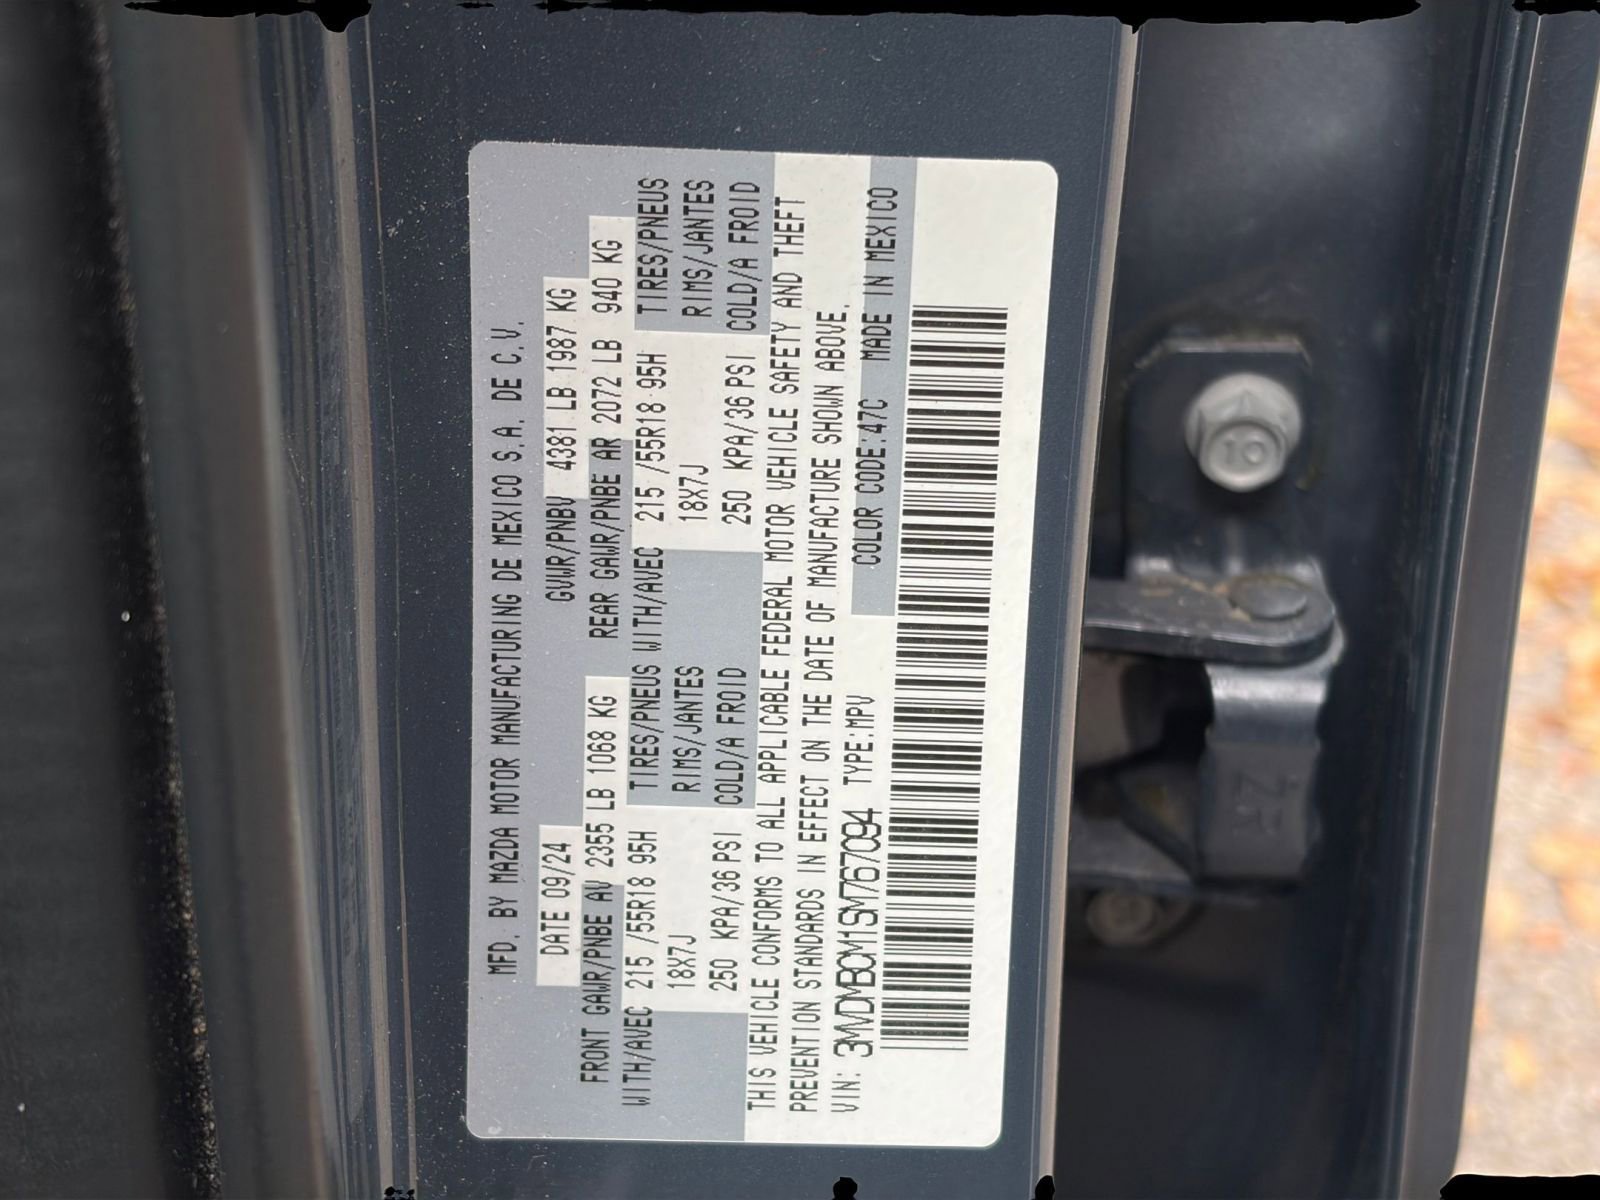 MFD. BY MAZDA MOTOR MANUFACTURING DE MEXICO S.A. DE C.V.
DATE 09/24 GVWR/PNBV 4381 LB 1987 KG
FRONT GAWR/PNBE AV 2355 LB 1068 KG REAR GAWR/PNBE AR 2072 LB 940 KG
WITH/AVEC 215 /55R18 95H TIRES/PNEUS WITH/AVEC 215 /55R18 95H TIRES/PNEUS
18X7J RIMS/JANTES 18X7J RIMS/JANTES
250 KPA/36 PSI COLD/A FROID 250 KPA/36 PSI COLD/A FROID
THIS VEHICLE CONFORMS TO ALL APPLICABLE FEDERAL MOTOR VEHICLE SAFETY AND THEFT
PREVENTION STANDARDS IN EFFECT ON THE DATE OF MANUFACTURE SHOWN ABOVE.
VIN: 3MVDMBCM1SM767094 TYPE:MPV COLOR CODE:47C MADE IN MEXICO
10